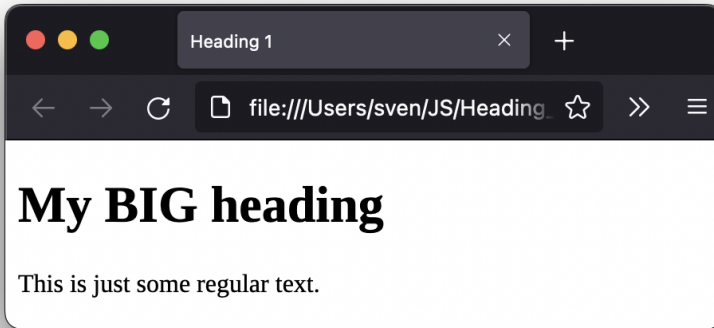 Heading 1
file:///Users/sven/JS/Heading_
My BIG heading
This is just some regular text.